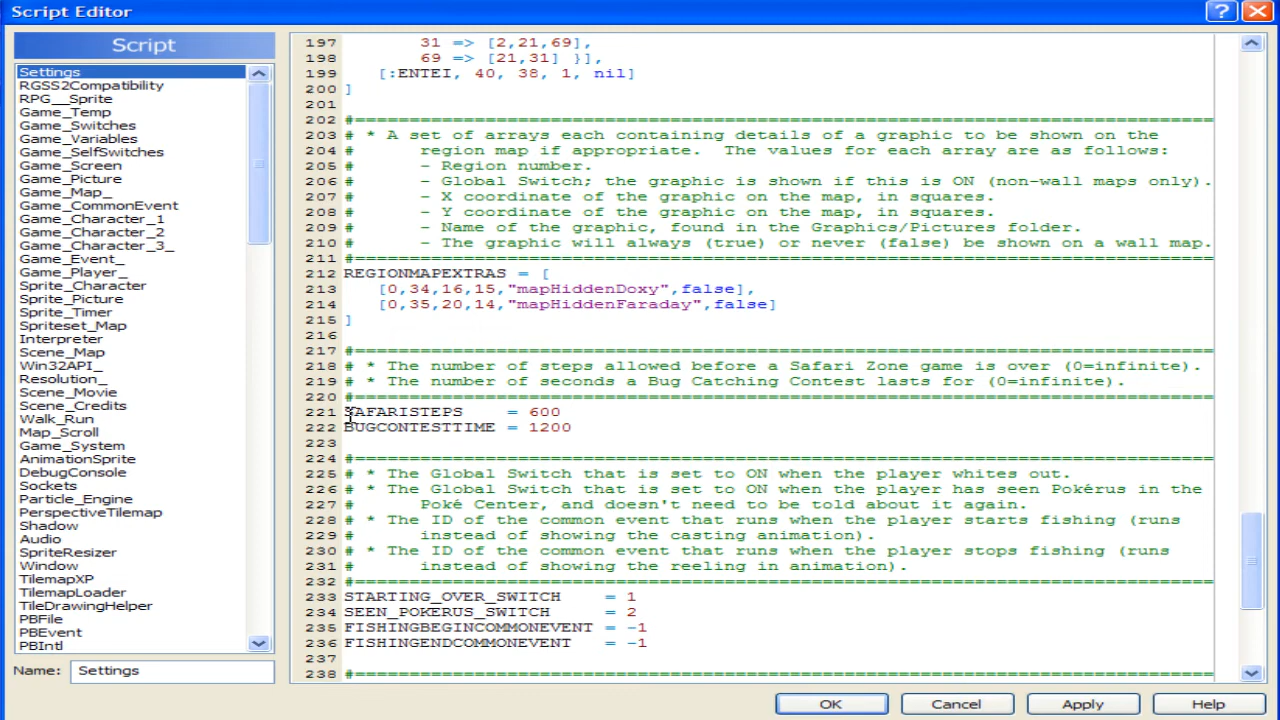 Script Editor
Script
Settings
RGSS2Compatibility
RPG__Sprite
Game_Temp
Game_Switches
Game_Variables
Game_SelfSwitches
Game_Screen
Game_Picture
Game_Map_
Game_CommonEvent
Game_Character_1
Game_Character_2
Game_Character_3_
Game_Event_
Game_Player_
Sprite_Character
Sprite_Picture
Sprite_Timer
Spriteset_Map
Interpreter
Scene_Map
Win32API_
Resolution_
Scene_Movie
Scene_Credits
Walk_Run
Map_Scroll
Game_System
AnimationSprite
DebugConsole
Sockets
Particle_Engine
PerspectiveTilemap
Shadow
Audio
SpriteResizer
Window
TilemapXP
TilemapLoader
TileDrawingHelper
PBFile
PBEvent
PBIntl
Name: Settings
197 31 => [2,21,69],
198 69 => [21,31] }],
199 [:ENTEI, 40, 38, 1, nil]
200 ]
201
202 #================================================================================
203 # * A set of arrays each containing details of a graphic to be shown on the
204 # region map if appropriate. The values for each array are as follows:
205 # - Region number.
206 # - Global Switch; the graphic is shown if this is ON (non-wall maps only).
207 # - X coordinate of the graphic on the map, in squares.
208 # - Y coordinate of the graphic on the map, in squares.
209 # - Name of the graphic, found in the Graphics/Pictures folder.
210 # - The graphic will always (true) or never (false) be shown on a wall map.
211 #================================================================================
212 REGIONMAPEXTRAS = [
213 [0,34,16,15,"mapHiddenDoxy",false],
214 [0,35,20,14,"mapHiddenFaraday",false]
215 ]
216
217 #================================================================================
218 # * The number of steps allowed before a Safari Zone game is over (0=infinite).
219 # * The number of seconds a Bug Catching Contest lasts for (0=infinite).
220 #================================================================================
221 SAFARISTEPS = 600
222 BUGCONTESTTIME = 1200
223
224 #================================================================================
225 # * The Global Switch that is set to ON when the player whites out.
226 # * The Global Switch that is set to ON when the player has seen Pokérus in the
227 # Poké Center, and doesn't need to be told about it again.
228 # * The ID of the common event that runs when the player starts fishing (runs
229 # instead of showing the casting animation).
230 # * The ID of the common event that runs when the player stops fishing (runs
231 # instead of showing the reeling in animation).
232 #================================================================================
233 STARTING_OVER_SWITCH = 1
234 SEEN_POKERUS_SWITCH = 2
235 FISHINGBEGINCOMMONEVENT = -1
236 FISHINGENDCOMMONEVENT = -1
237
238 #================================================================================
OK Cancel Apply Help